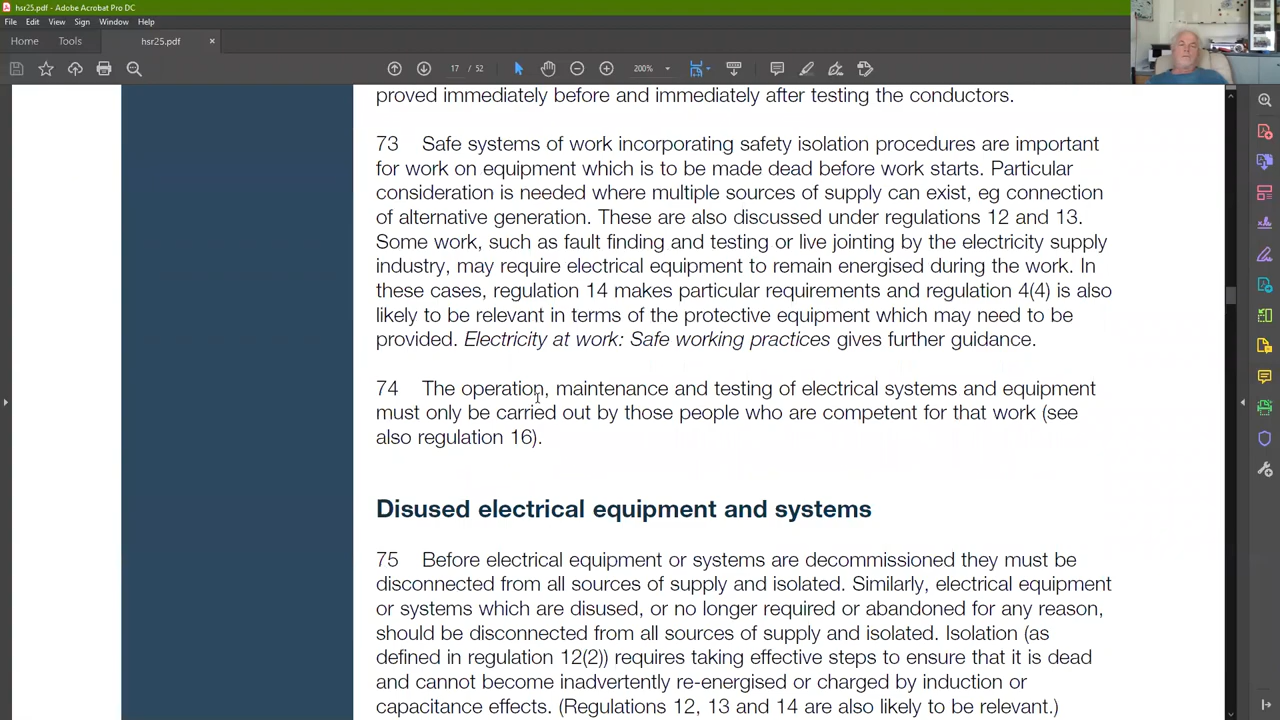 hsr25.pdf - Adobe Acrobat Pro DC
File Edit View Sign Window Help
Home Tools hsr25.pdf ×
17 / 52 200%
proved immediately before and immediately after testing the conductors.
73 Safe systems of work incorporating safety isolation procedures are important
for work on equipment which is to be made dead before work starts. Particular
consideration is needed where multiple sources of supply can exist, eg connection
of alternative generation. These are also discussed under regulations 12 and 13.
Some work, such as fault finding and testing or live jointing by the electricity supply
industry, may require electrical equipment to remain energised during the work. In
these cases, regulation 14 makes particular requirements and regulation 4(4) is also
likely to be relevant in terms of the protective equipment which may need to be
provided. Electricity at work: Safe working practices gives further guidance.
74 The operation, maintenance and testing of electrical systems and equipment
must only be carried out by those people who are competent for that work (see
also regulation 16).
Disused electrical equipment and systems
75 Before electrical equipment or systems are decommissioned they must be
disconnected from all sources of supply and isolated. Similarly, electrical equipment
or systems which are disused, or no longer required or abandoned for any reason,
should be disconnected from all sources of supply and isolated. Isolation (as
defined in regulation 12(2)) requires taking effective steps to ensure that it is dead
and cannot become inadvertently re-energised or charged by induction or
capacitance effects. (Regulations 12, 13 and 14 are also likely to be relevant.)